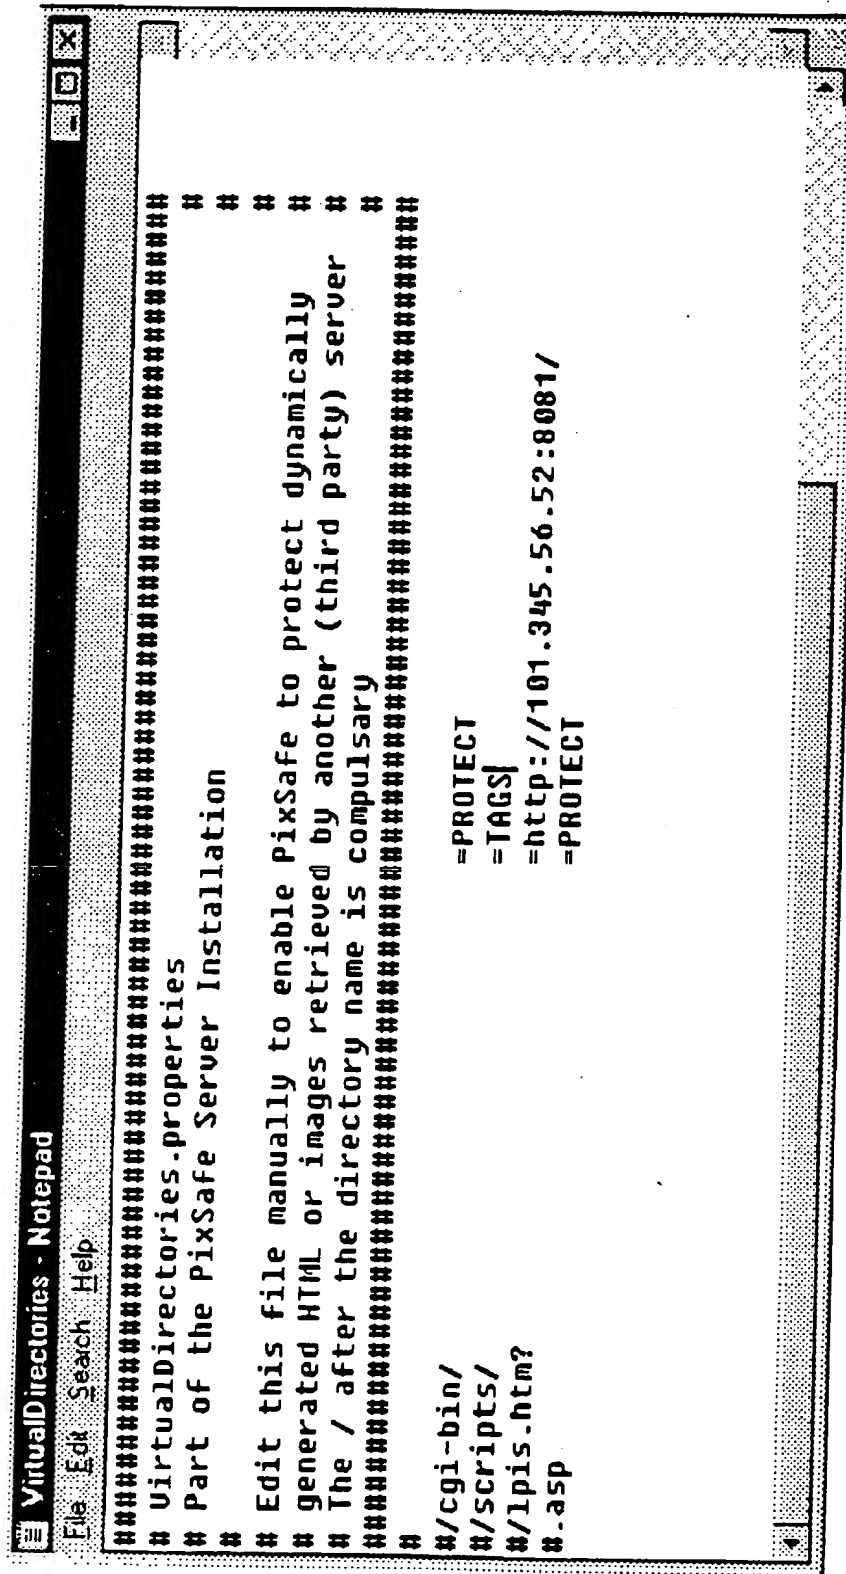 VirtualDirectories - Notepad
File Edit Search Help
##################################################################
# VirtualDirectories.properties #
# Part of the PixSafe Server Installation #
# #
# Edit this file manually to enable PixSafe to protect dynamically #
# generated HTML or images retrieved by another (third party) server #
# The / after the directory name is compulsary #
##################################################################
#
#/cgi-bin/ =PROTECT
#/scripts/ =TAGS
#/lpis.htm? =http://101.345.56.52:8081/
#.asp =PROTECT